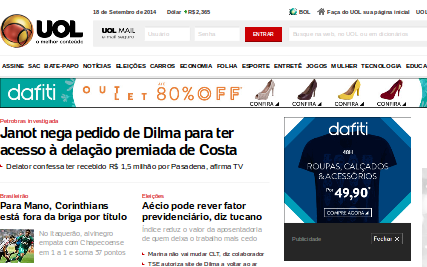 18 de Setembro de 2014 Dólar R$ 2,365 BOL Faça do UOL sua página inicial UOL
UOL
o melhor conteúdo
UOL MAIL
o mail seguro
Usuário Senha ENTRAR Busque na web, no UOL ou em dicionários
ASSINE SAC BATE-PAPO NOTÍCIAS ELEIÇÕES CARROS ECONOMIA FOLHA ESPORTE ENTRETÊ JOGOS MULHER TECNOLOGIA EDUCA
dafiti OUTLET ATÉ 80%OFF CONFIRA CONFIRA CONFIRA CONFIRA
Petrobras investigada
Janot nega pedido de Dilma para ter
acesso à delação premiada de Costa
Delator confessa ter recebido R$ 1,5 milhão por Pasadena, afirma TV
Brasileirão
Para Mano, Corinthians
está fora da briga por título
No Itaquerão, alvinegro
empata com Chapecoense
em 1 a 1 e soma 37 pontos
Eleições
Aécio pode rever fator
previdenciário, diz tucano
Índice reduz o valor da aposentadoria
de quem deixa o trabalho mais cedo
Marina não vai mudar CLT, diz colaborador
TSE autoriza site de Dilma a voltar ao ar
dafiti
48H
ROUPAS, CALÇADOS
& ACESSÓRIOS
Por 49,90*
COMPRE AGORA
Publicidade Fechar X